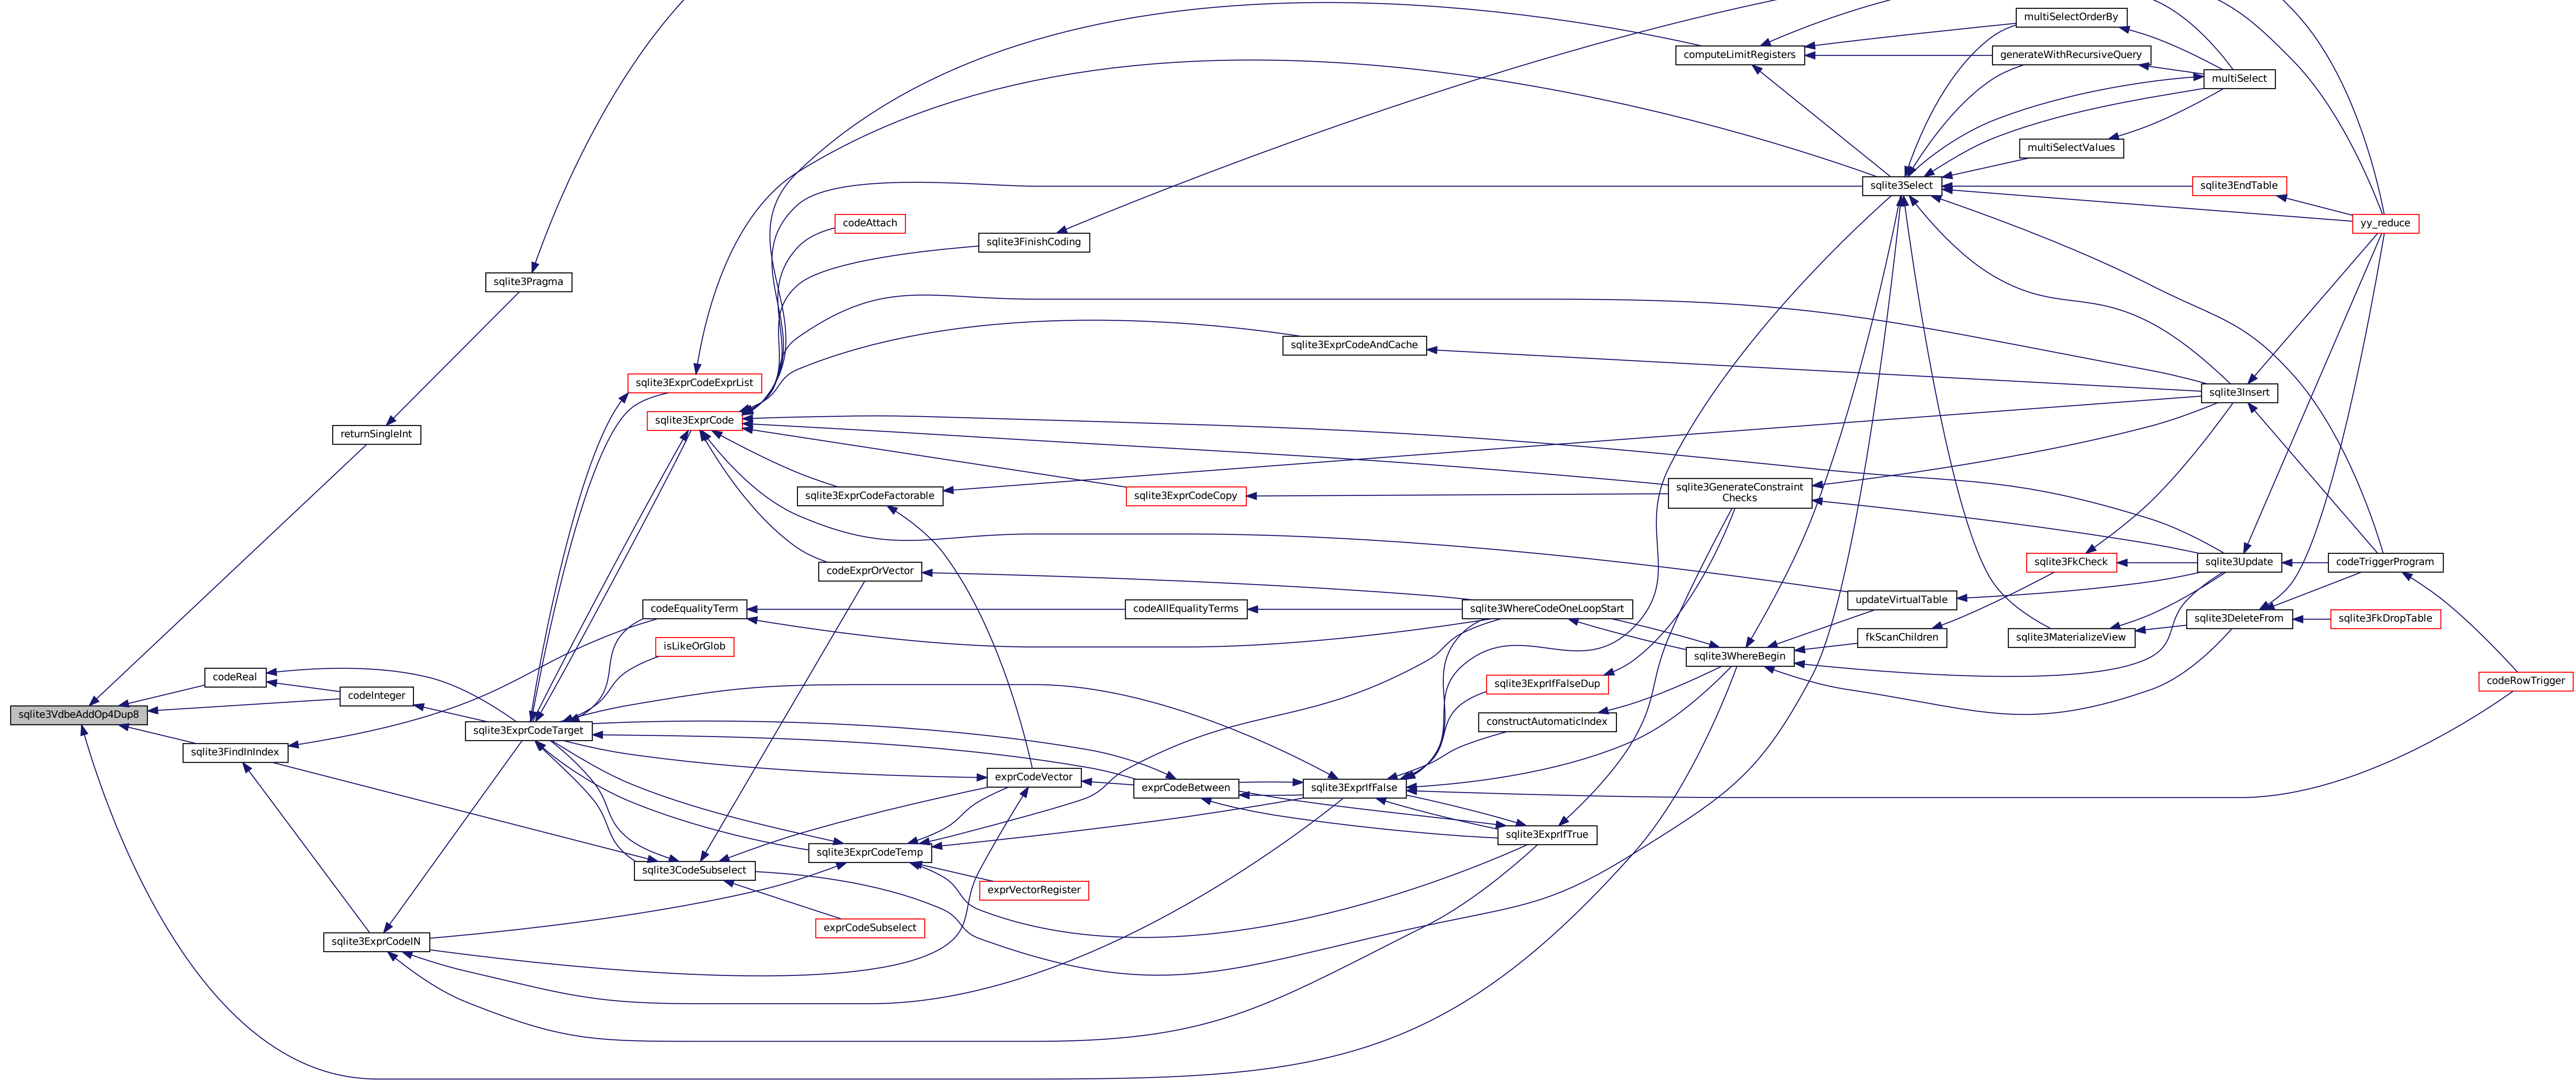 multiSelectOrderBy
computeLimitRegisters
generateWithRecursiveQuery
multiSelect
multiSelectValues
sqlite3Select
sqlite3EndTable
codeAttach
yy_reduce
sqlite3FinishCoding
sqlite3Pragma
sqlite3ExprCodeAndCache
sqlite3ExprCodeExprList
sqlite3Insert
sqlite3ExprCode
returnSingleInt
sqlite3GenerateConstraint
Checks
sqlite3ExprCodeFactorable
sqlite3ExprCodeCopy
sqlite3FkCheck
sqlite3Update
codeTriggerProgram
codeExprOrVector
updateVirtualTable
codeEqualityTerm
codeAllEqualityTerms
sqlite3WhereCodeOneLoopStart
sqlite3DeleteFrom
sqlite3FkDropTable
fkScanChildren
sqlite3MaterializeView
isLikeOrGlob
sqlite3WhereBegin
codeReal
sqlite3ExprIfFalseDup
codeRowTrigger
codeInteger
sqlite3VdbeAddOp4Dup8
constructAutomaticIndex
sqlite3ExprCodeTarget
sqlite3FindInIndex
exprCodeVector
exprCodeBetween
sqlite3ExprIfFalse
sqlite3ExprIfTrue
sqlite3ExprCodeTemp
sqlite3CodeSubselect
exprVectorRegister
exprCodeSubselect
sqlite3ExprCodeIN